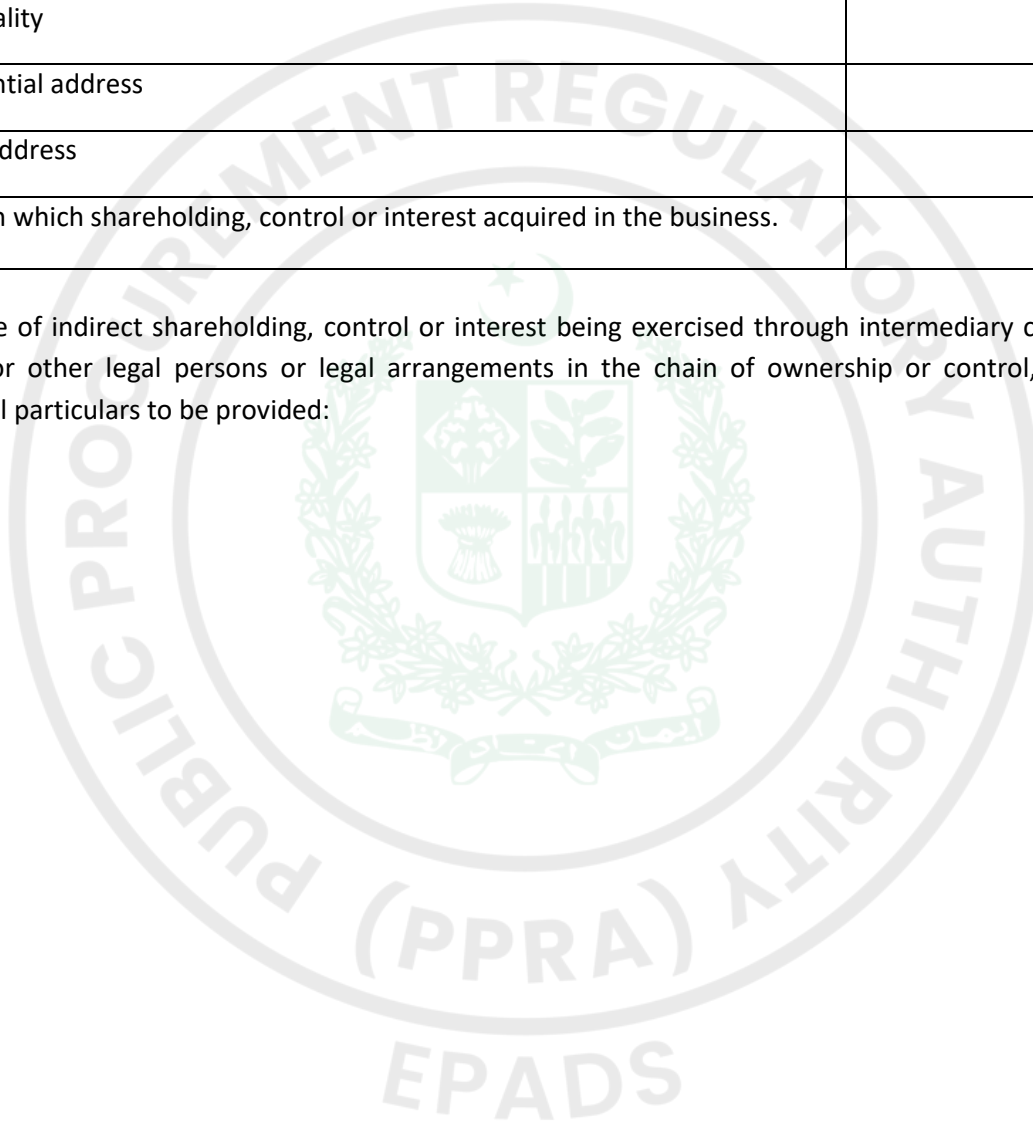 ality
ntial address
ddress
n which shareholding, control or interest acquired in the business.
e of indirect shareholding, control or interest being exercised through intermediary c
or other legal persons or legal arrangements in the chain of ownership or control,
l particulars to be provided:
PUBLIC PROCUREMENT REGULATORY AUTHORITY
(PPRA)
EPADS